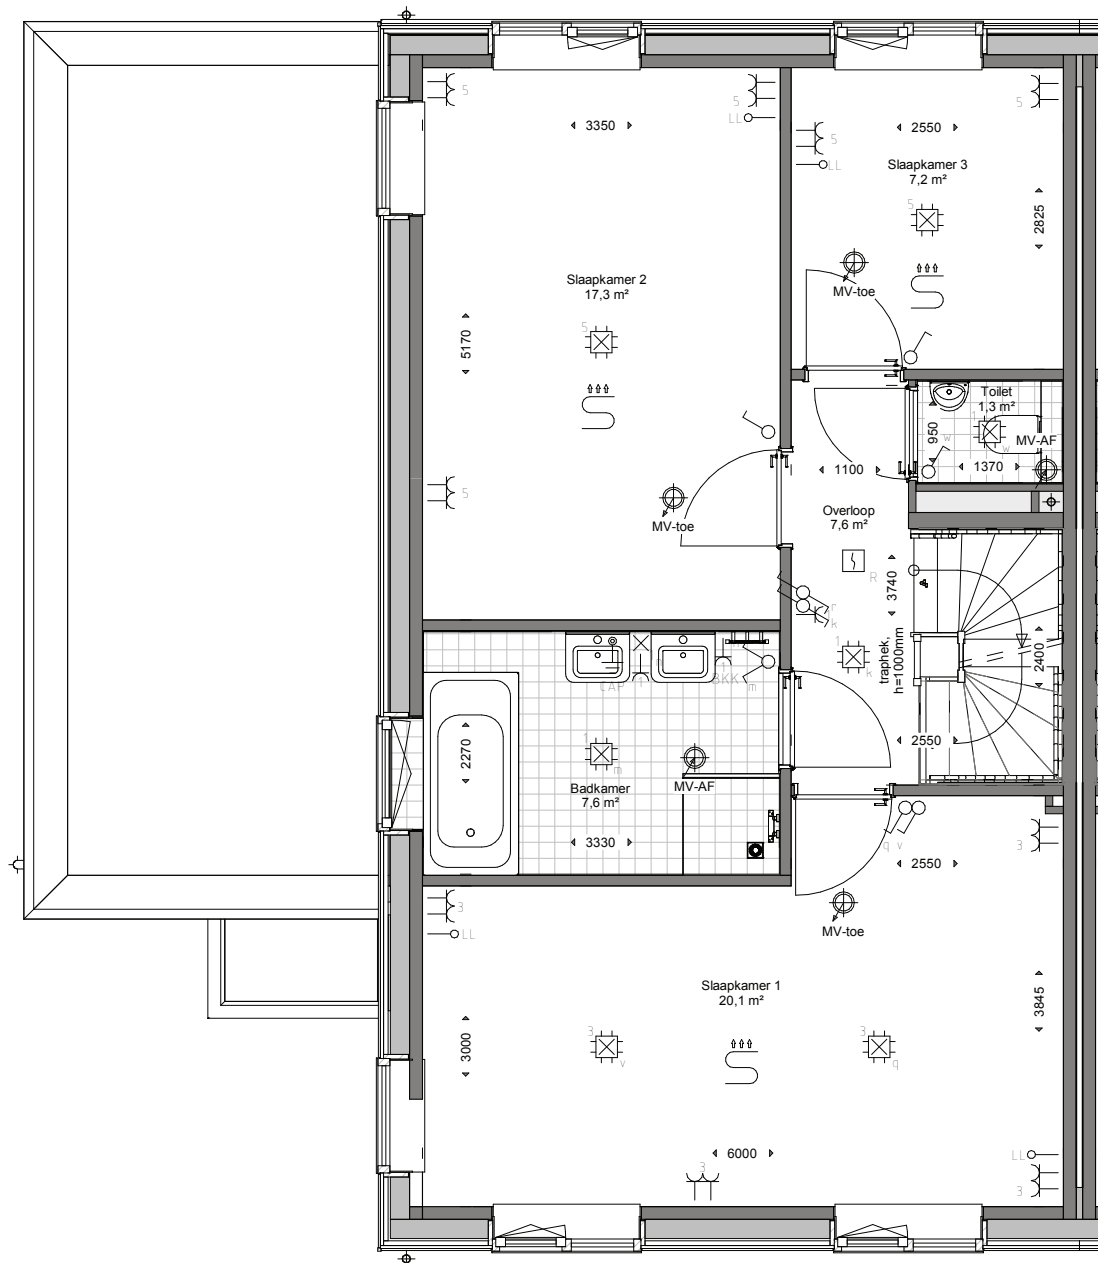 5
5
LL
3350
5
2550
5
LL
Slaapkamer 3
7,2 m²
5
2825
MV-toe
Slaapkamer 2
17,3 m²
5
5170
Toilet
1,3 m²
1
950
w
w
MV-AF
1370
1100
5
MV-toe
Overloop
7,6 m²
R
3740
r
k
1
k
traphek,
h=1000mm
2400
CAP
1
BKK
m
2550
2270
1
m
MV-AF
Badkamer
7,6 m²
3330
q v
2550
3
3
LL
MV-toe
Slaapkamer 1
20,1 m²
3845
3000
3
v
3
q
6000
3
LL
3